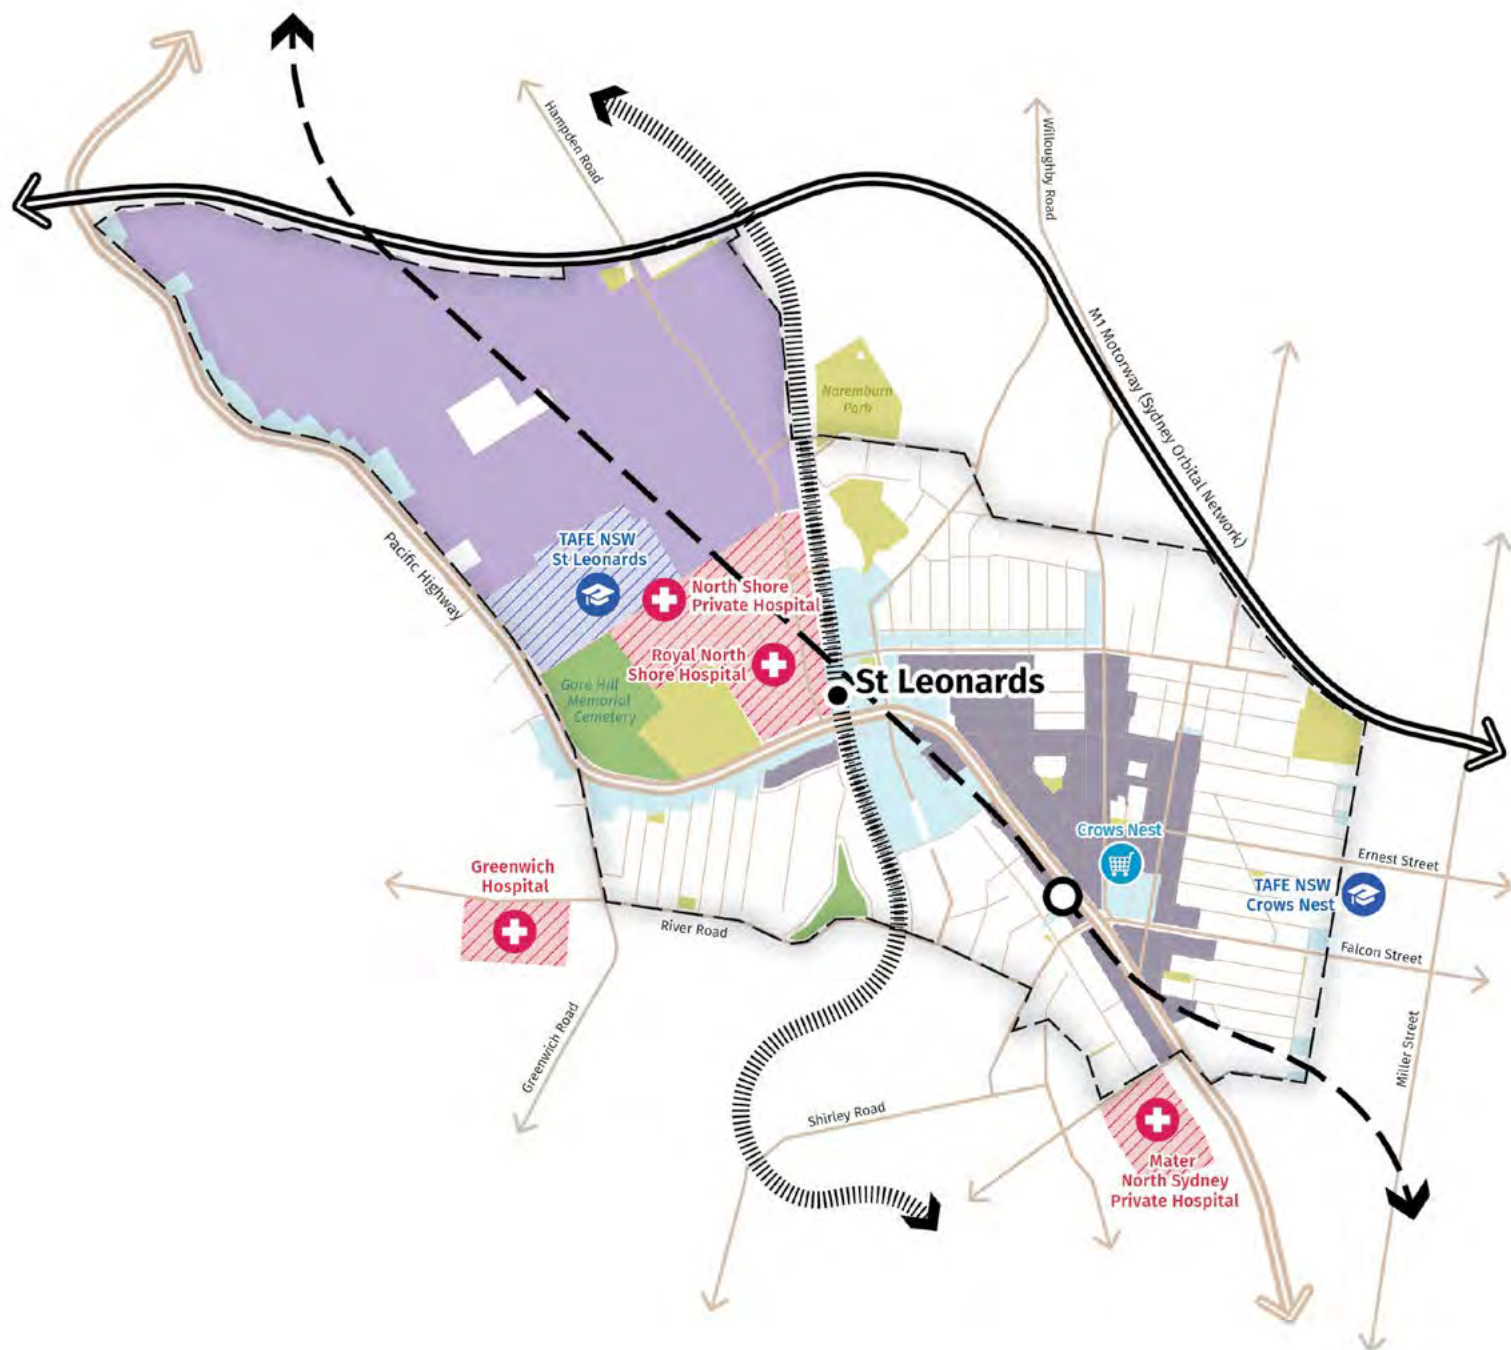 Hampden Road
Willoughby Road
M1 Motorway (Sydney Orbital Network)
Naremburn
Park
Pacific Highway
TAFE NSW
St Leonards
North Shore
Private Hospital
Royal North
Shore Hospital
St Leonards
Gore Hill
Memorial
Cemetery
Crows Nest
Ernest Street
TAFE NSW
Crows Nest
Falcon Street
Greenwich
Hospital
River Road
Greenwich Road
Miller Street
Shirley Road
Mater
North Sydney
Private Hospital